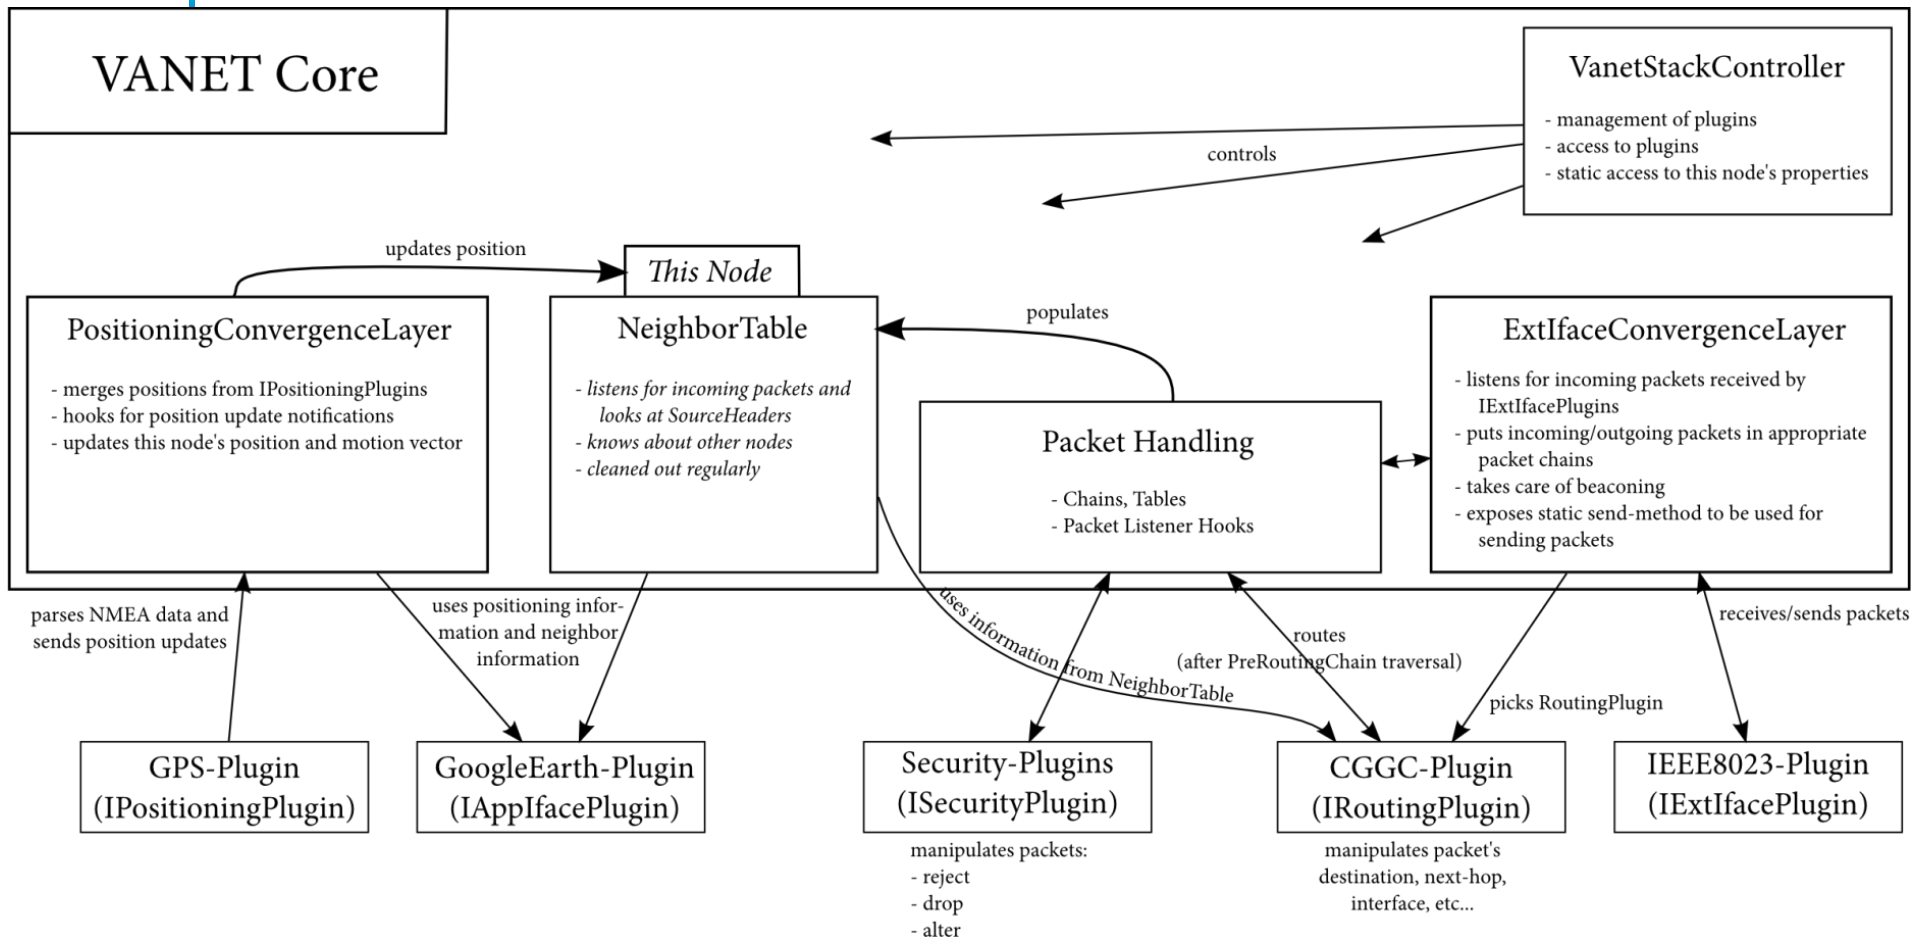 VANET Core
VanetStackController
- management of plugins
- access to plugins
- static access to this node's properties
controls
updates position
This Node
PositioningConvergenceLayer
- merges positions from IPositioningPlugins
- hooks for position update notifications
- updates this node's position and motion vector
NeighborTable
- listens for incoming packets and
looks at SourceHeaders
- knows about other nodes
- cleaned out regularly
populates
Packet Handling
- Chains, Tables
- Packet Listener Hooks
ExtIfaceConvergenceLayer
- listens for incoming packets received by
IExtIfacePlugins
- puts incoming/outgoing packets in appropriate
packet chains
- takes care of beaconing
- exposes static send-method to be used for
sending packets
parses NMEA data and
sends position updates
uses positioning infor-
mation and neighbor
information
uses information from NeighborTable
routes
(after PreRoutingChain traversal)
picks RoutingPlugin
receives/sends packets
GPS-Plugin
(IPositioningPlugin)
GoogleEarth-Plugin
(IAppIfacePlugin)
Security-Plugins
(ISecurityPlugin)
manipulates packets:
- reject
- drop
- alter
CGGC-Plugin
(IRoutingPlugin)
manipulates packet's
destination, next-hop,
interface, etc...
IEEE8023-Plugin
(IExtIfacePlugin)